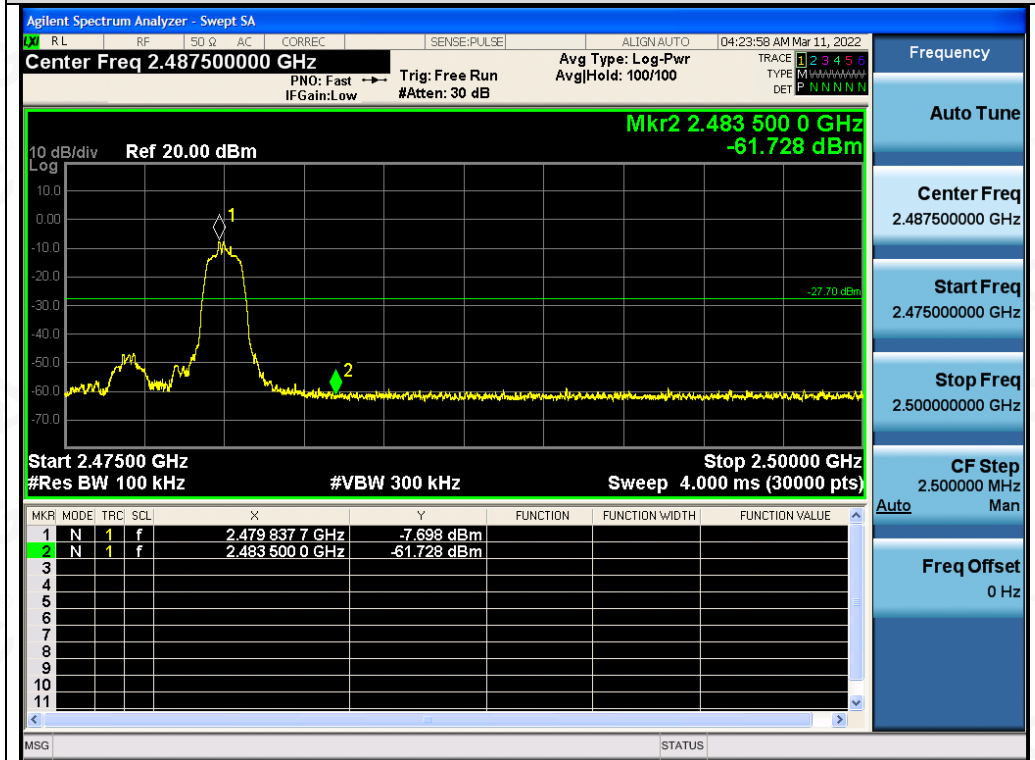 Agilent Spectrum Analyzer - Swept SA
LXI RL RF 50 Ω AC CORREC SENSE:PULSE ALIGN AUTO 04:23:58 AM Mar 11, 2022
Center Freq 2.487500000 GHz
PNO: Fast
IFGain:Low
Trig: Free Run
#Atten: 30 dB
Avg Type: Log-Pwr
Avg|Hold: 100/100
TRACE 1 2 3 4 5 6
TYPE M WWWWW
DET P N N N N N
Mkr2 2.483 500 0 GHz
-61.728 dBm
10 dB/div Ref 20.00 dBm
Log
10.0
0.00
-10.0
-20.0
-30.0
-40.0
-50.0
-60.0
-70.0
1
-27.70 dBm
2
Start 2.47500 GHz Stop 2.50000 GHz
#Res BW 100 kHz #VBW 300 kHz Sweep 4.000 ms (30000 pts)
MKR MODE TRC SCL X Y FUNCTION FUNCTION WIDTH FUNCTION VALUE
1 N 1 f 2.479 837 7 GHz -7.698 dBm
2 N 1 f 2.483 500 0 GHz -61.728 dBm
3
4
5
6
7
8
9
10
11
MSG STATUS
Frequency
Auto Tune
Center Freq
2.487500000 GHz
Start Freq
2.475000000 GHz
Stop Freq
2.500000000 GHz
CF Step
2.500000 MHz
Auto Man
Freq Offset
0 Hz